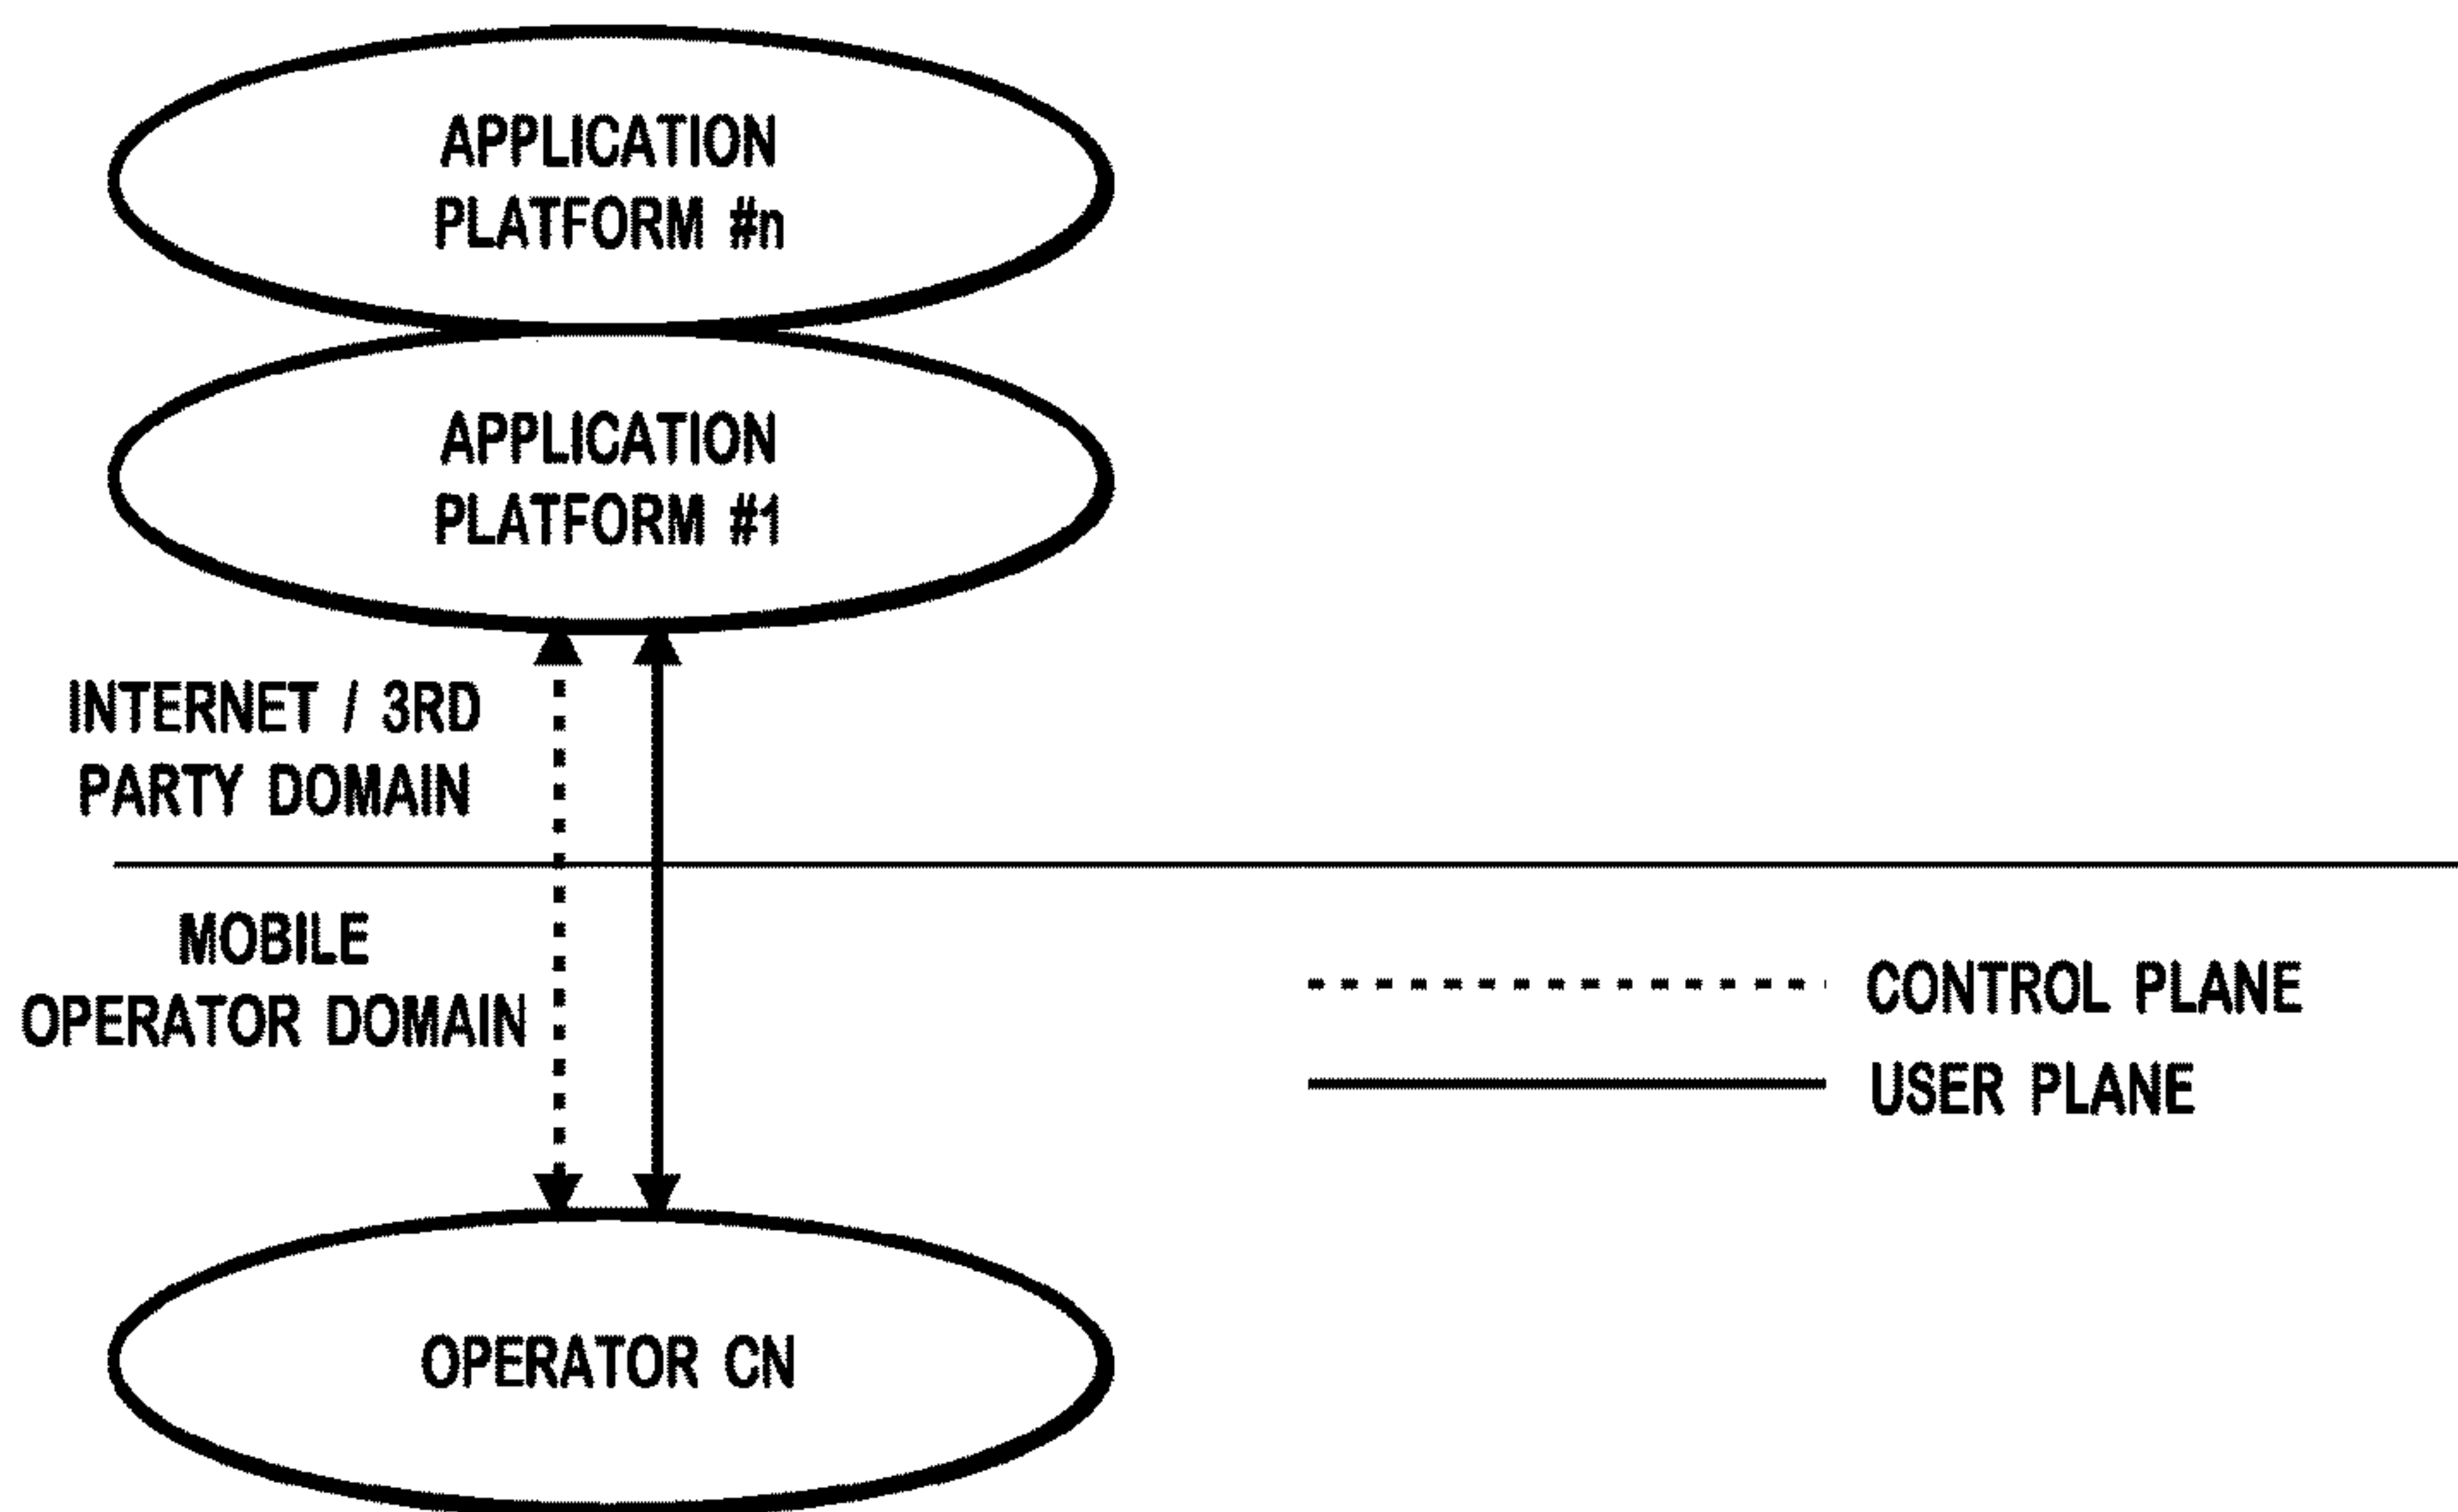 APPLICATION
PLATFORM #n
APPLICATION
PLATFORM #1
INTERNET / 3RD
PARTY DOMAIN
MOBILE
OPERATOR DOMAIN
CONTROL PLANE
USER PLANE
OPERATOR CN